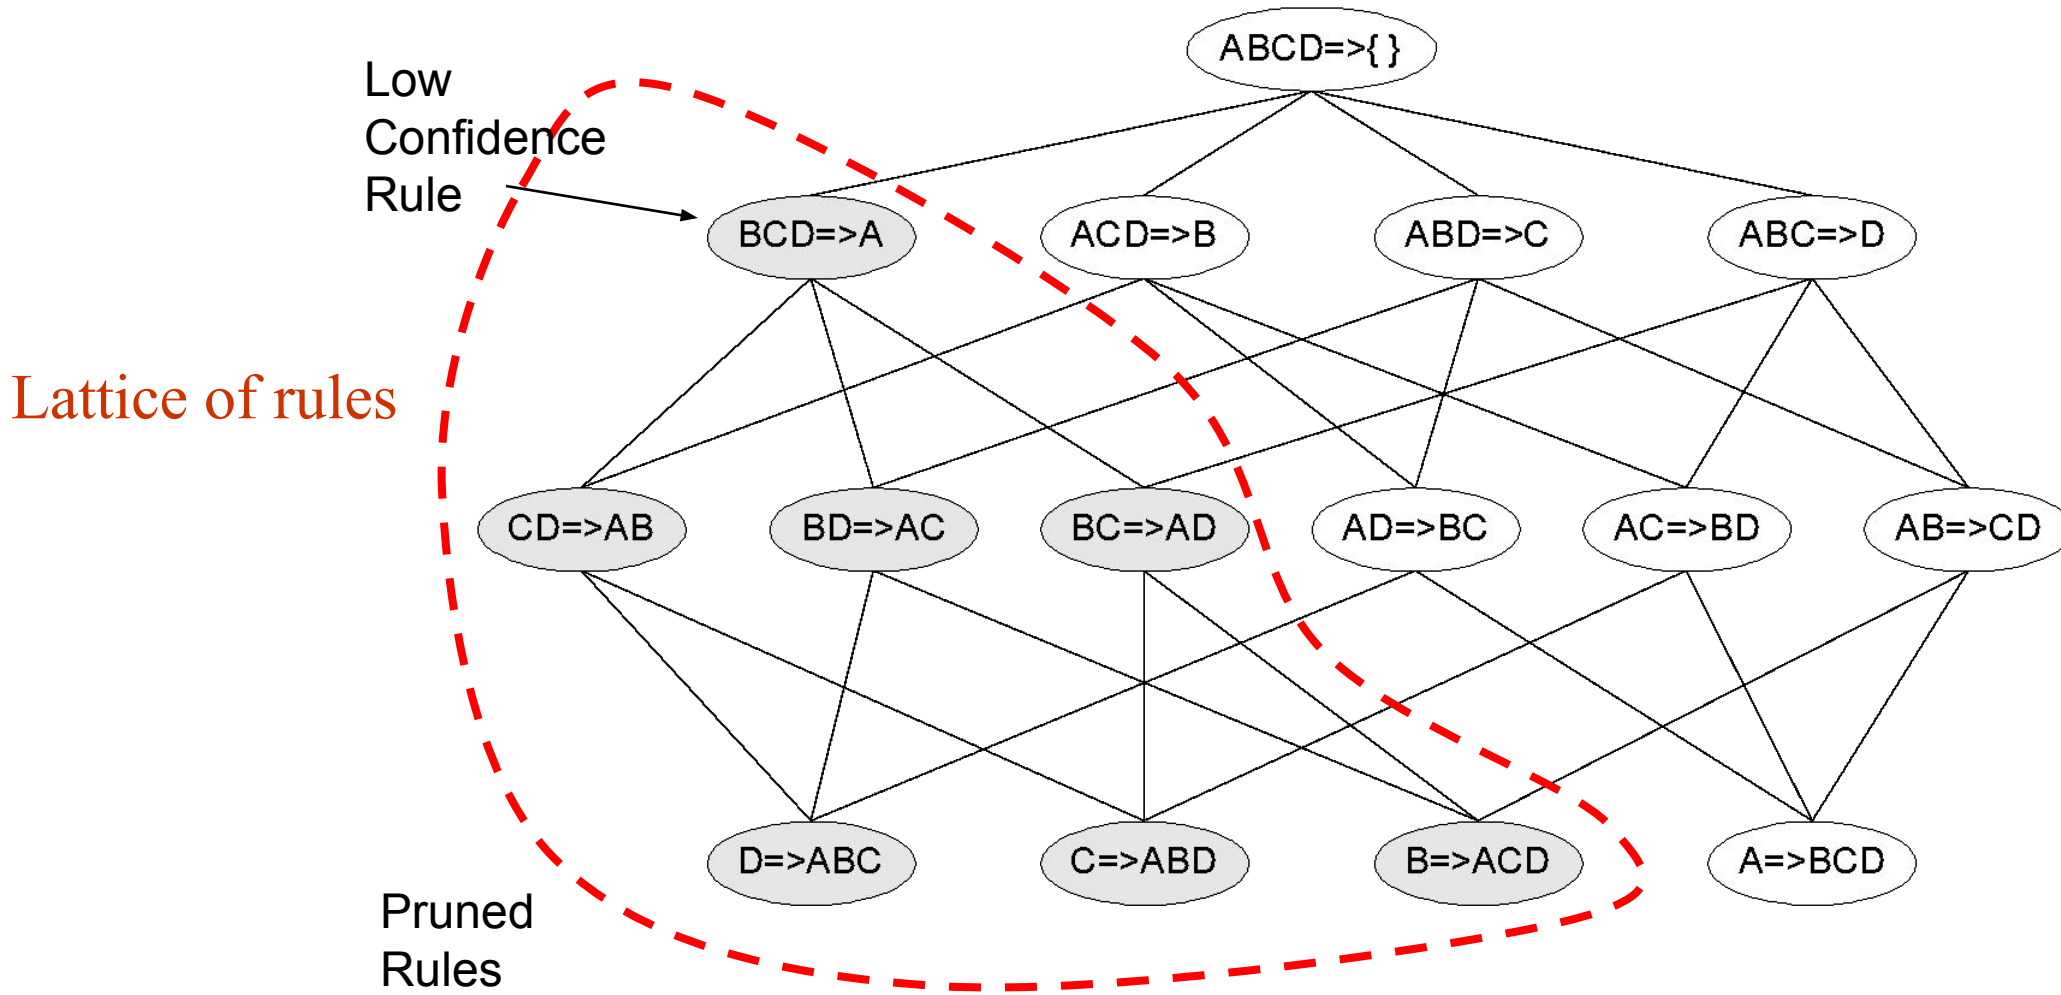 ABCD=>{ }
Low
Confidence
Rule
BCD=>A
ACD=>B
ABD=>C
ABC=>D
Lattice of rules
CD=>AB
BD=>AC
BC=>AD
AD=>BC
AC=>BD
AB=>CD
D=>ABC
C=>ABD
B=>ACD
A=>BCD
Pruned
Rules